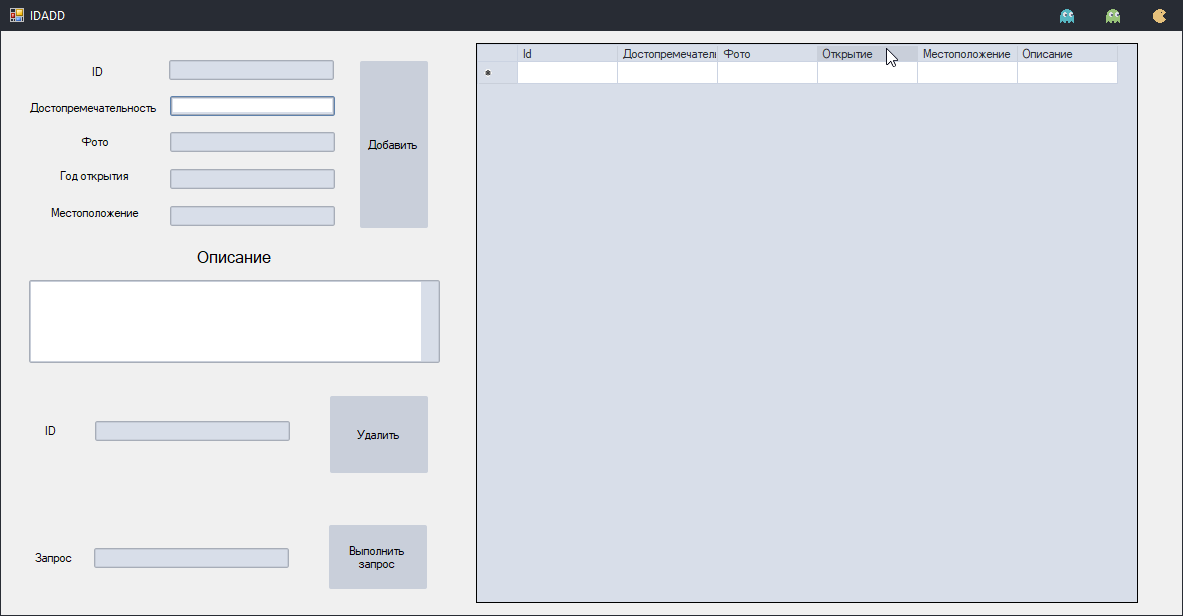 IDADD
ID
Достопремечательность
Фото
Год открытия
Местоположение
Добавить
Описание
ID
Удалить
Запрос
Выполнить
запрос
Id Достопремечатель Фото Открытие Местоположение Описание